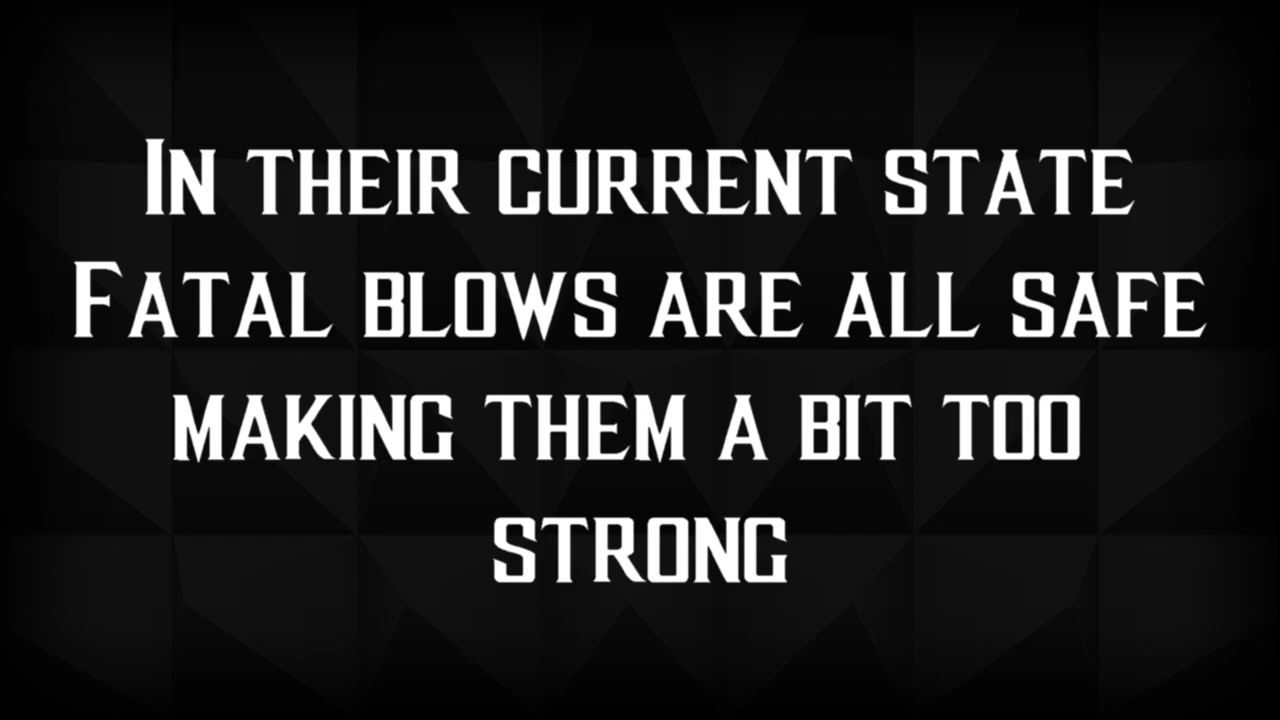 In their current state
Fatal blows are all safe
making them a bit too
strong